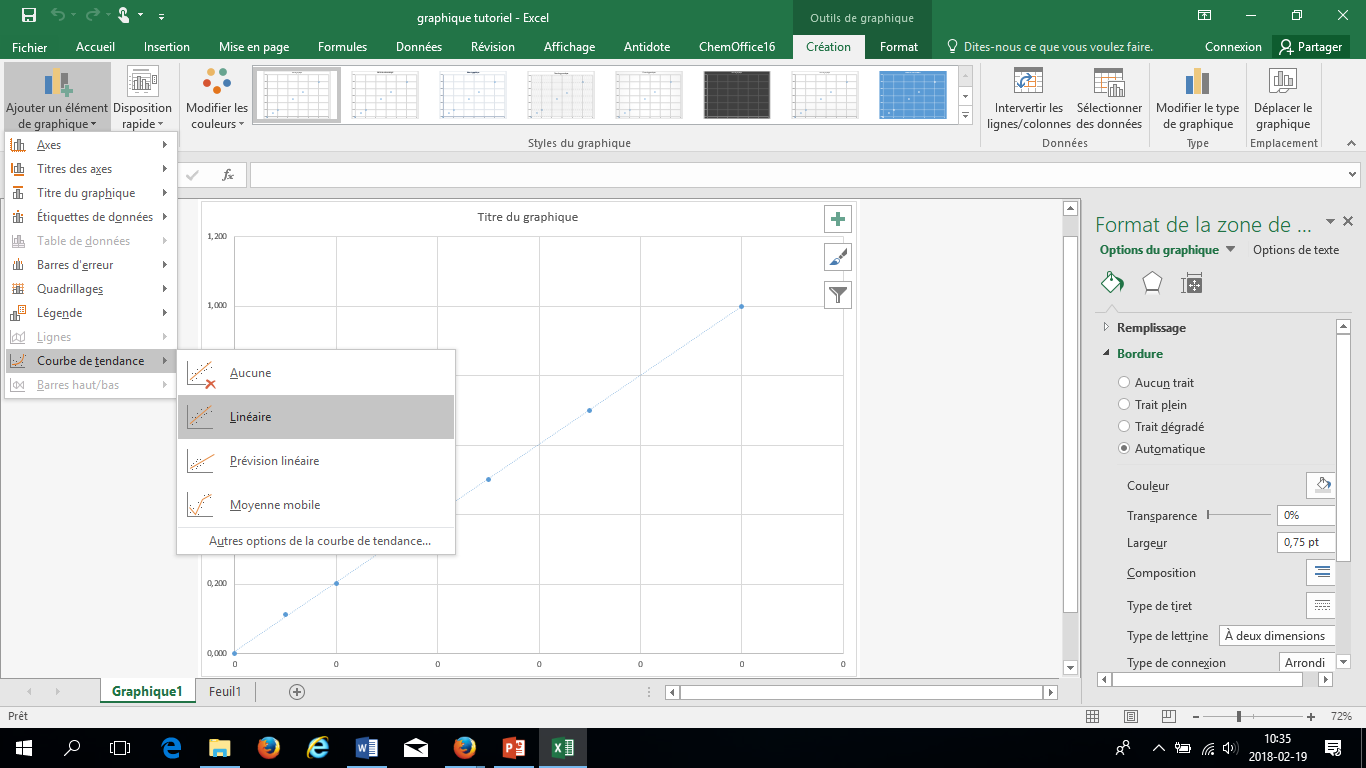 graphique tutoriel - Excel
Outils de graphique
Fichier Accueil Insertion Mise en page Formules Données Révision Affichage Antidote ChemOffice16 Création Format Dites-nous ce que vous voulez faire. Connexion Partager
Ajouter un élément de graphique
Disposition rapide
Modifier les couleurs
Intervertir les lignes/colonnes
Sélectionner des données
Modifier le type de graphique
Déplacer le graphique
Styles du graphique
Données
Type
Emplacement
fx
Axes
Titres des axes
Titre du graphique
Étiquettes de données
Table de données
Barres d'erreur
Quadrillages
Légende
Lignes
Courbe de tendance
Barres haut/bas
Aucune
Linéaire
Prévision linéaire
Moyenne mobile
Autres options de la courbe de tendance...
Titre du graphique
1,200
1,000
0,200
0,000
0 0 0 0 0 0 0
Format de la zone de ...
Options du graphique Options de texte
Remplissage
Bordure
Aucun trait
Trait plein
Trait dégradé
Automatique
Couleur
Transparence 0%
Largeur 0,75 pt
Composition
Type de tiret
Type de lettrine À deux dimensions
Type de connexion Arrondi
Graphique1 Feuil1
Prêt
72%
10:35
2018-02-19